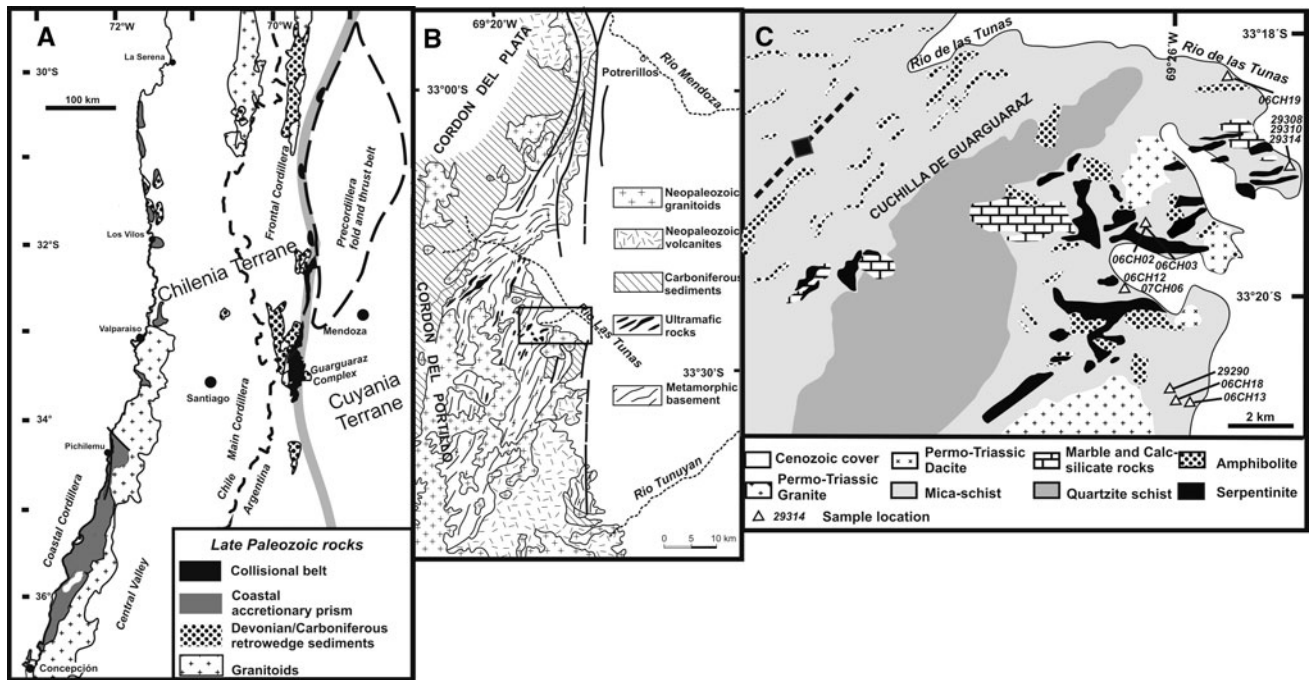 A
72°W
70°W
La Serena
30°S
100 km
Frontal Cordillera
Precordillera
fold and thrust belt
Los Vilos
32°S
Chilenia Terrane
Valparaiso
Mendoza
Guarguaraz
Complex
Cuyania
Terrane
Santiago
Main Cordillera
34°S
Pichilemu
Chile
Argentina
Coastal Cordillera
Central Valley
36°S
Concepción
Late Paleozoic rocks
Collisional belt
Coastal
accretionary prism
Devonian/Carboniferous
retrowedge sediments
Granitoids
B
69°20´W
CORDON DEL PLATA
Potrerillos
Rio Mendoza
33°00´S
Neopaleozoic
granitoids
Neopaleozoic
volcanites
Carboniferous
sediments
Ultramafic
rocks
Metamorphic
basement
Rio Las Tunas
CORDON DEL PORTILLO
33°30´S
Rio Tunuyan
0 5 10 km
C
Rio de las Tunas
69°26´W
Rio de las Tunas
33°18´S
06CH19
29308
29310
29314
CUCHILLA DE GUARGUARAZ
06CH02
06CH03
06CH12
07CH06
33°20´S
29290
06CH18
06CH13
2 km
Cenozoic cover
Permo-Triassic
Dacite
Marble and Calc-
silicate rocks
Amphibolite
Permo-Triassic
Granite
Mica-schist
Quartzite schist
Serpentinite
29314 Sample location